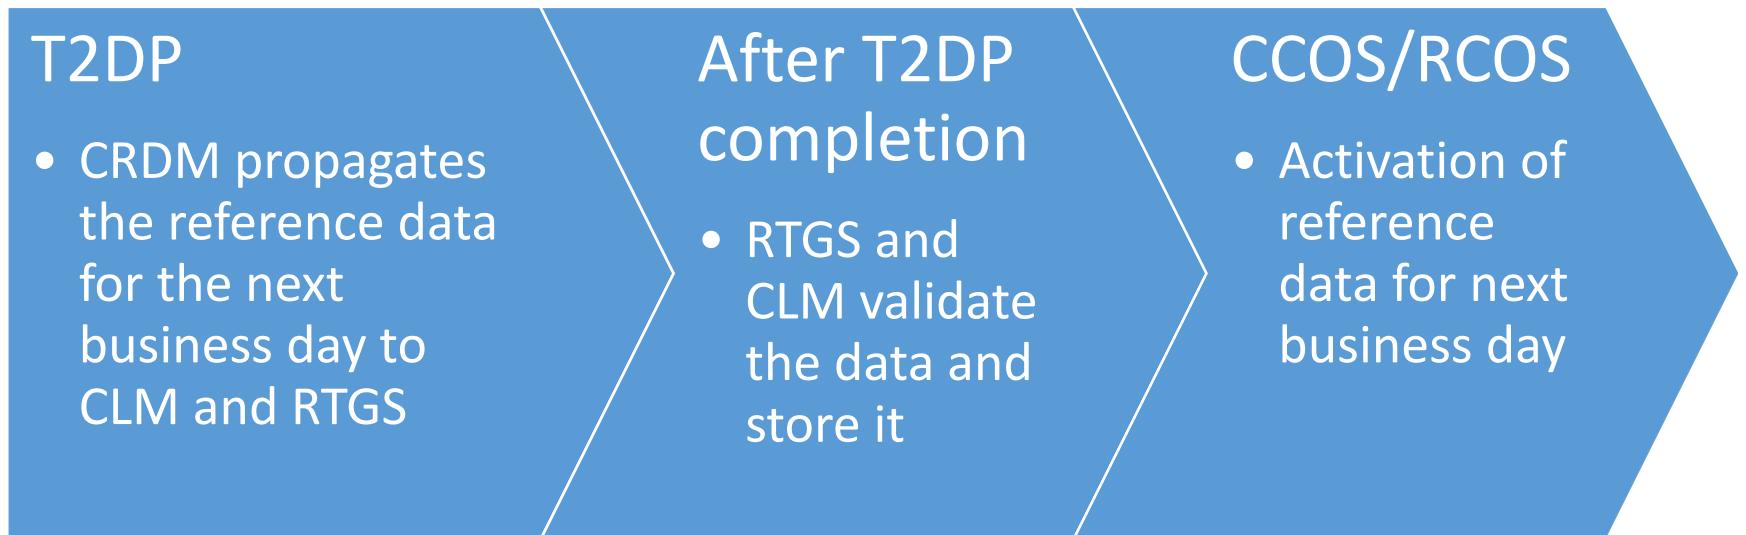 T2DP
• CRDM propagates
the reference data
for the next
business day to
CLM and RTGS
After T2DP
completion
• RTGS and
CLM validate
the data and
store it
CCOS/RCOS
• Activation of
reference
data for next
business day